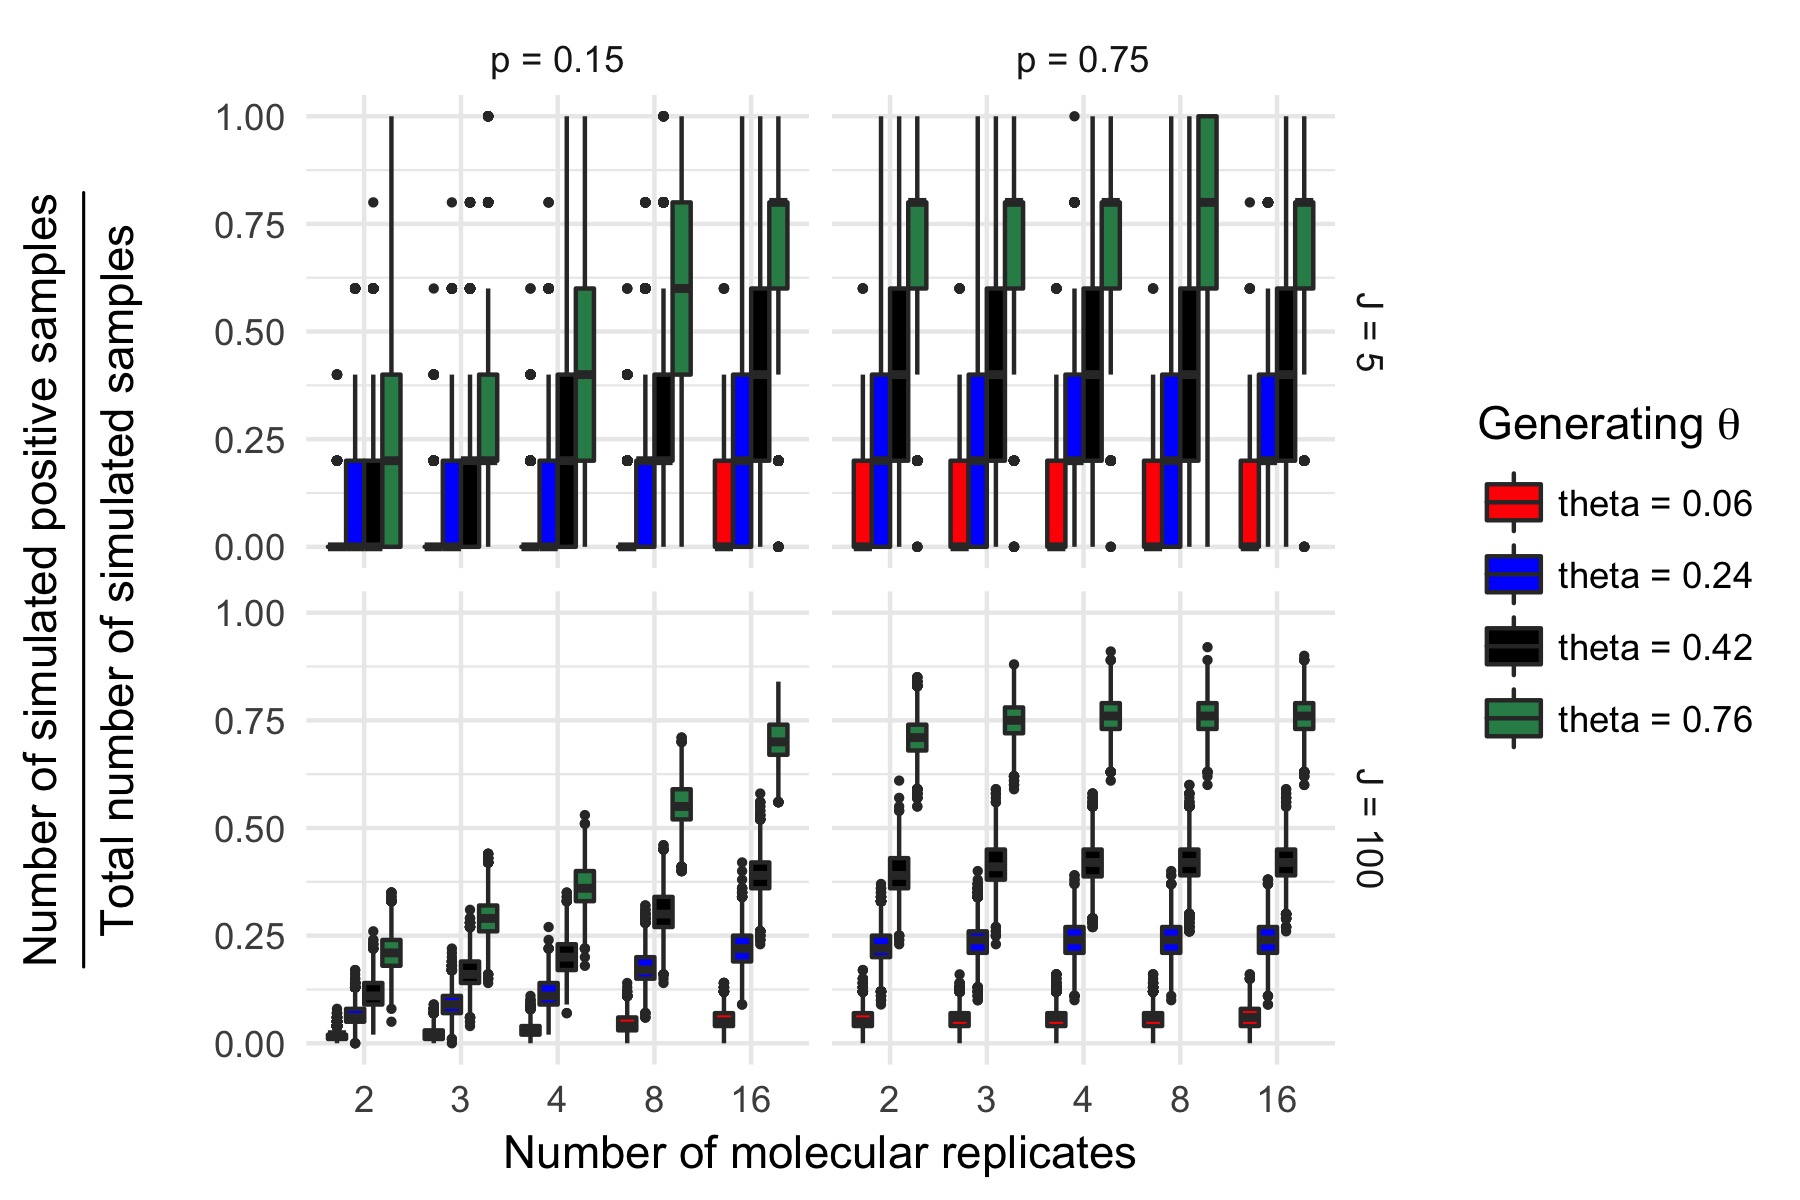 p = 0.15
p = 0.75
Number of simulated positive samples
Total number of simulated samples
1.00
0.75
0.50
0.25
0.00
J = 5
1.00
0.75
0.50
0.25
0.00
J = 100
2 3 4 8 16
2 3 4 8 16
Number of molecular replicates
Generating θ
theta = 0.06
theta = 0.24
theta = 0.42
theta = 0.76